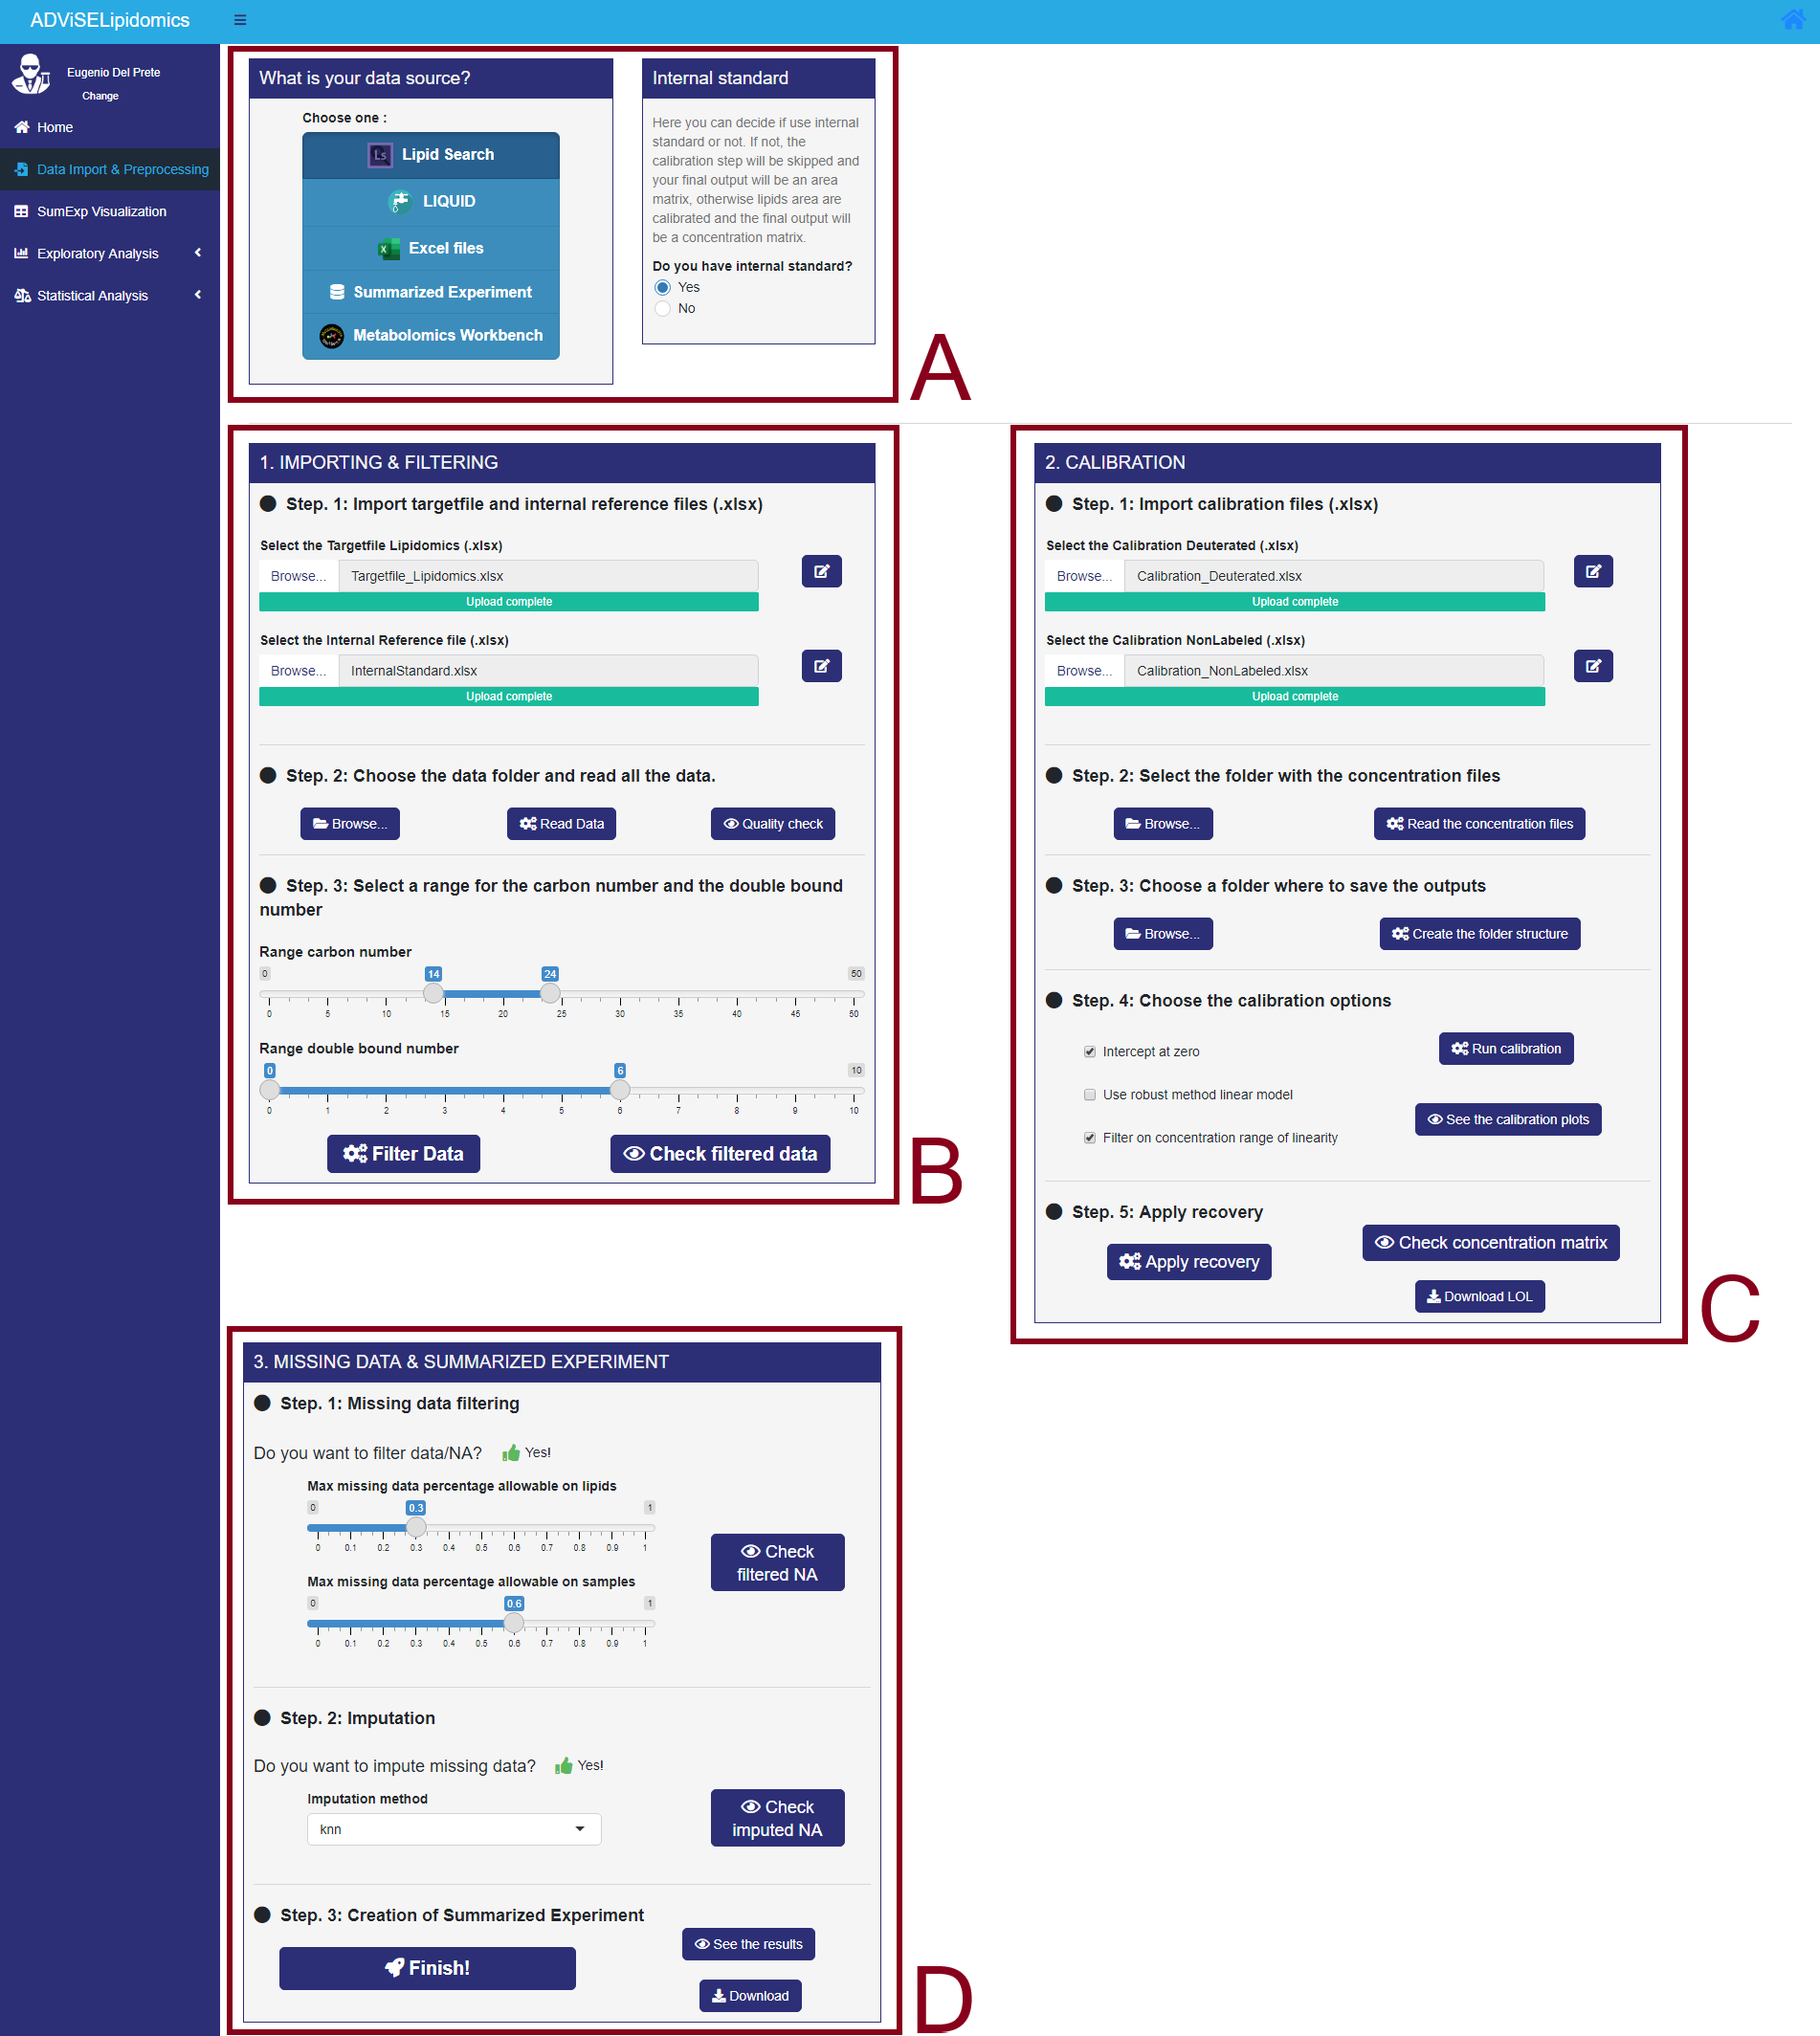 ADViSELipidomics
Eugenio Del Prete
Change
Home
Data Import & Preprocessing
SumExp Visualization
Exploratory Analysis
Statistical Analysis
What is your data source?
Choose one :
Ls Lipid Search
LIQUID
Excel files
Summarized Experiment
Metabolomics Workbench
Internal standard
Here you can decide if use internal
standard or not. If not, the
calibration step will be skipped and
your final output will be an area
matrix, otherwise lipids area are
calibrated and the final output will
be a concentration matrix.
Do you have internal standard?
Yes
No
A
1. IMPORTING & FILTERING
Step. 1: Import targetfile and internal reference files (.xlsx)
Select the Targetfile Lipidomics (.xlsx)
Browse... Targetfile_Lipidomics.xlsx
Upload complete
Select the Internal Reference file (.xlsx)
Browse... InternalStandard.xlsx
Upload complete
Step. 2: Choose the data folder and read all the data.
Browse... Read Data Quality check
Step. 3: Select a range for the carbon number and the double bound
number
Range carbon number
0 14 24 50
0 5 10 15 20 25 30 35 40 45 50
Range double bound number
0 6 10
0 1 2 3 4 5 6 7 8 9 10
Filter Data Check filtered data
B
2. CALIBRATION
Step. 1: Import calibration files (.xlsx)
Select the Calibration Deuterated (.xlsx)
Browse... Calibration_Deuterated.xlsx
Upload complete
Select the Calibration NonLabeled (.xlsx)
Browse... Calibration_NonLabeled.xlsx
Upload complete
Step. 2: Select the folder with the concentration files
Browse... Read the concentration files
Step. 3: Choose a folder where to save the outputs
Browse... Create the folder structure
Step. 4: Choose the calibration options
Intercept at zero Run calibration
Use robust method linear model
See the calibration plots
Filter on concentration range of linearity
Step. 5: Apply recovery
Check concentration matrix
Apply recovery
Download LOL
C
3. MISSING DATA & SUMMARIZED EXPERIMENT
Step. 1: Missing data filtering
Do you want to filter data/NA? Yes!
Max missing data percentage allowable on lipids
0 0.3 1
0 0.1 0.2 0.3 0.4 0.5 0.6 0.7 0.8 0.9 1
Check
filtered NA
Max missing data percentage allowable on samples
0 0.6 1
0 0.1 0.2 0.3 0.4 0.5 0.6 0.7 0.8 0.9 1
Step. 2: Imputation
Do you want to impute missing data? Yes!
Imputation method
knn
Check
imputed NA
Step. 3: Creation of Summarized Experiment
See the results
Finish!
Download
D